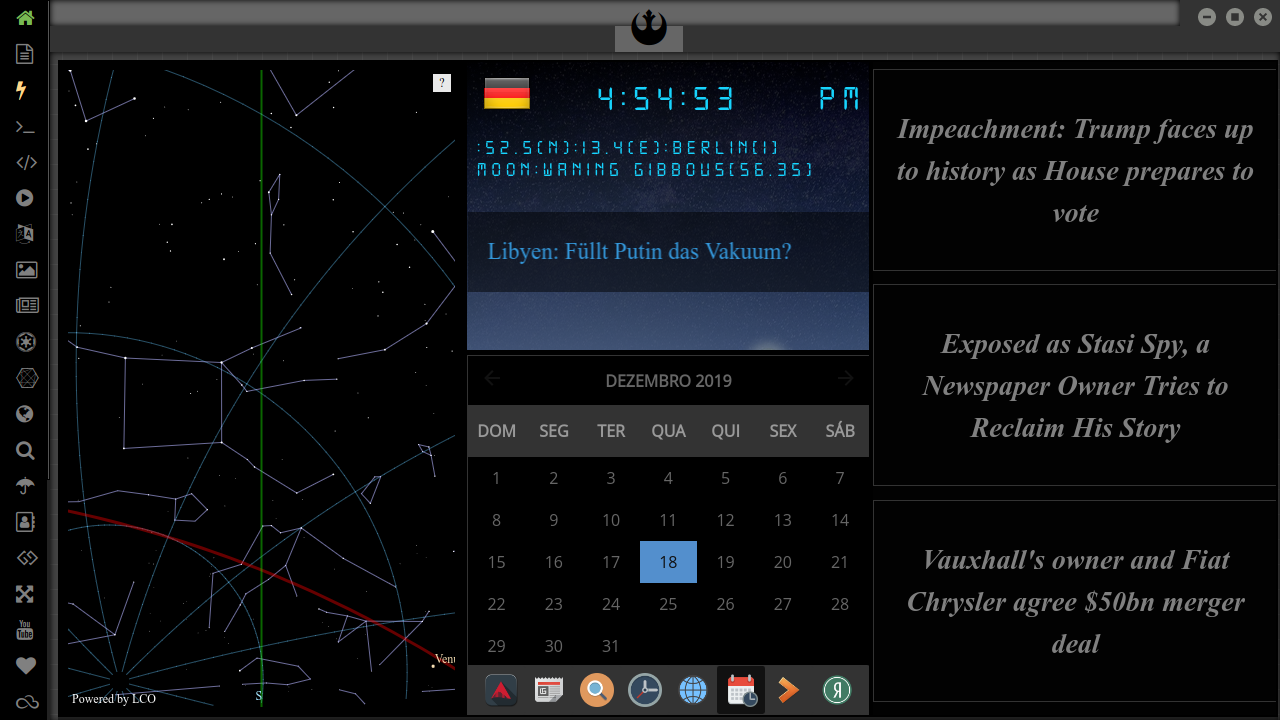 ?
Venu
Powered by LCO
S
4:54:53 PM
:52.5(N):13.4(E):BERLIN(1)
MOON:WANING GIBBOUS(56.35)
Libyen: Füllt Putin das Vakuum?
DEZEMBRO 2019
DOM SEG TER QUA QUI SEX SÁB
1 2 3 4 5 6 7
8 9 10 11 12 13 14
15 16 17 18 19 20 21
22 23 24 25 26 27 28
29 30 31
Impeachment: Trump faces up
to history as House prepares to
vote
Exposed as Stasi Spy, a
Newspaper Owner Tries to
Reclaim His Story
Vauxhall's owner and Fiat
Chrysler agree $50bn merger
deal
You
Tube